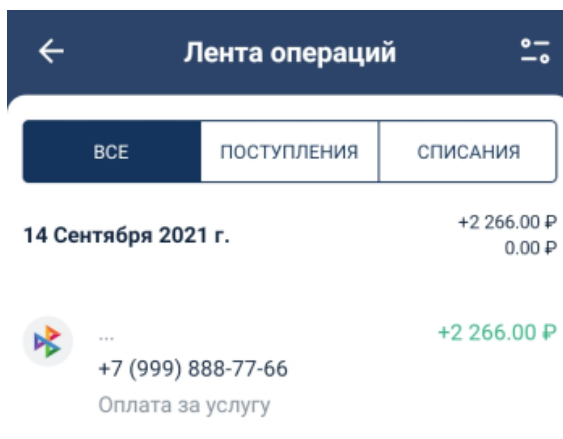 Лента операций
ВСЕ ПОСТУПЛЕНИЯ СПИСАНИЯ
14 Сентября 2021 г. +2 266.00 ₽
0.00 ₽
... +2 266.00 ₽
+7 (999) 888-77-66
Оплата за услугу